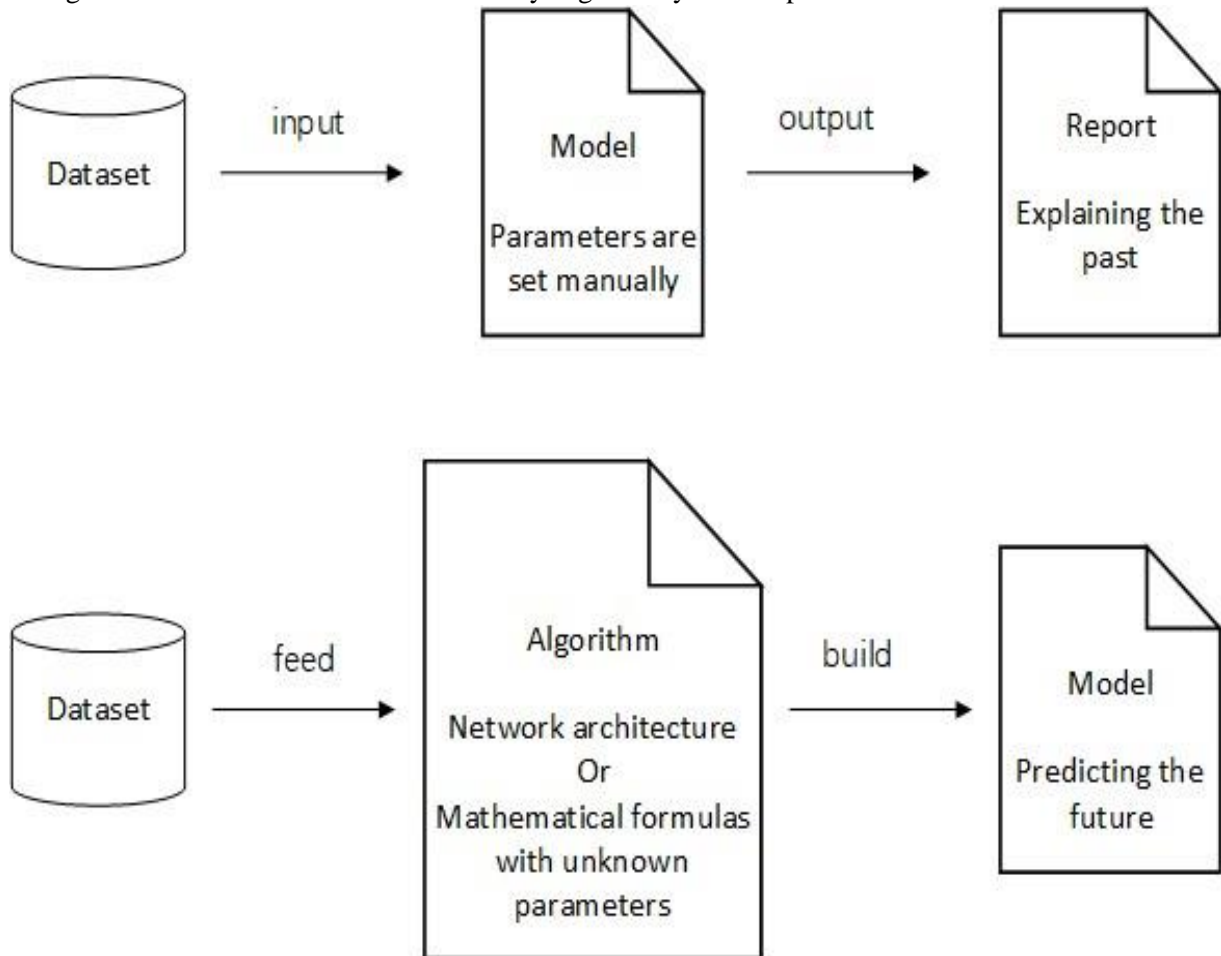 Dataset
input
Model
Parameters are
set manually
output
Report
Explaining the
past
Dataset
feed
Algorithm
Network architecture
Or
Mathematical formulas
with unknown
parameters
build
Model
Predicting the
future